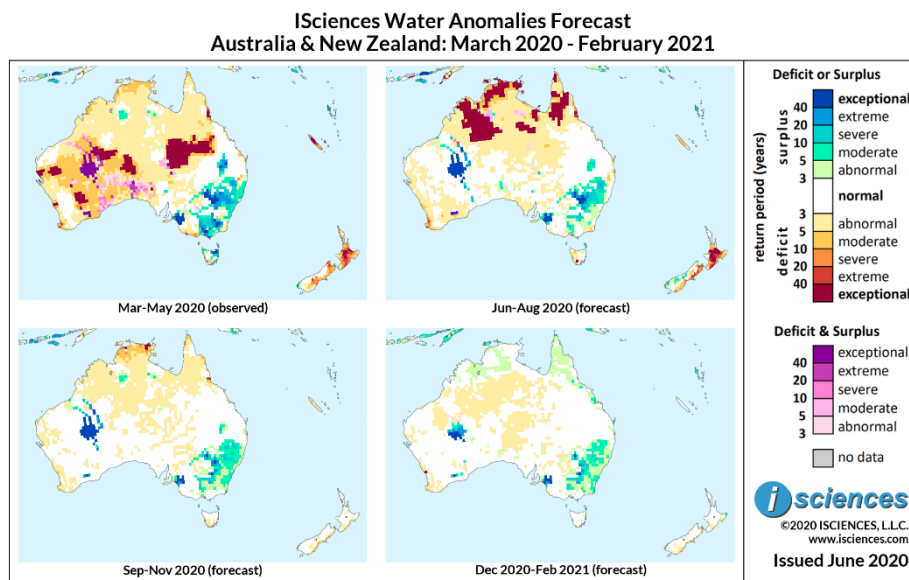 ISciences Water Anomalies Forecast
Australia & New Zealand: March 2020 - February 2021
Mar-May 2020 (observed)
Jun-Aug 2020 (forecast)
Sep-Nov 2020 (forecast)
Dec 2020-Feb 2021 (forecast)
Deficit or Surplus
return period (years)
surplus
deficit
exceptional
40
extreme
20
severe
10
moderate
5
abnormal
3
normal
3
abnormal
5
moderate
10
severe
20
extreme
40
exceptional
Deficit & Surplus
exceptional
40
extreme
20
severe
10
moderate
5
abnormal
3
no data
i sciences
©2020 ISCIENCES, L.L.C.
www.isciences.com
Issued June 2020